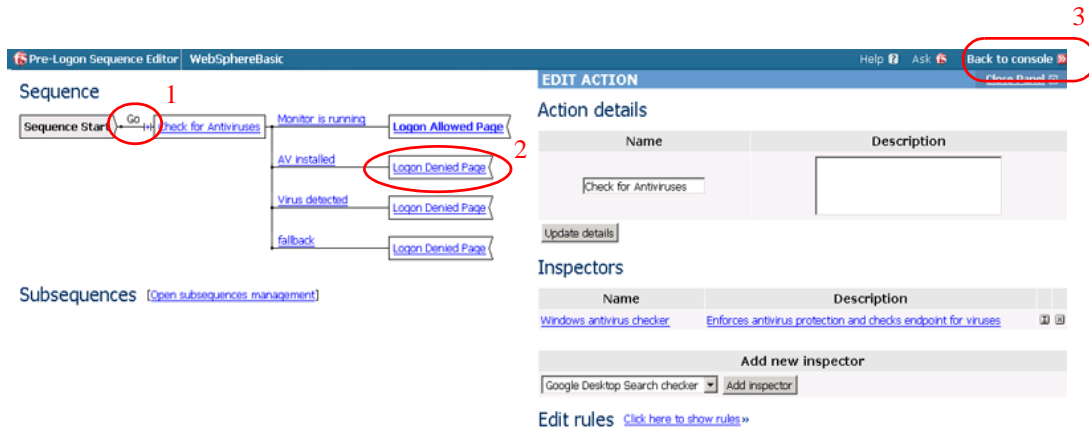 3
Pre-Logon Sequence Editor WebSphereBasic Help ? Ask f5 Back to console »
EDIT ACTION Close Panel
Sequence
1
Sequence Start Go [+] Check for Antiviruses
Monitor is running Logon Allowed Page
2
AV installed Logon Denied Page
Virus detected Logon Denied Page
fallback Logon Denied Page
Subsequences [Open subsequences management]
Action details
Name Description
Check for Antiviruses
Update details
Inspectors
Name Description
Windows antivirus checker Enforces antivirus protection and checks endpoint for viruses
Add new inspector
Google Desktop Search checker Add inspector
Edit rules Click here to show rules »